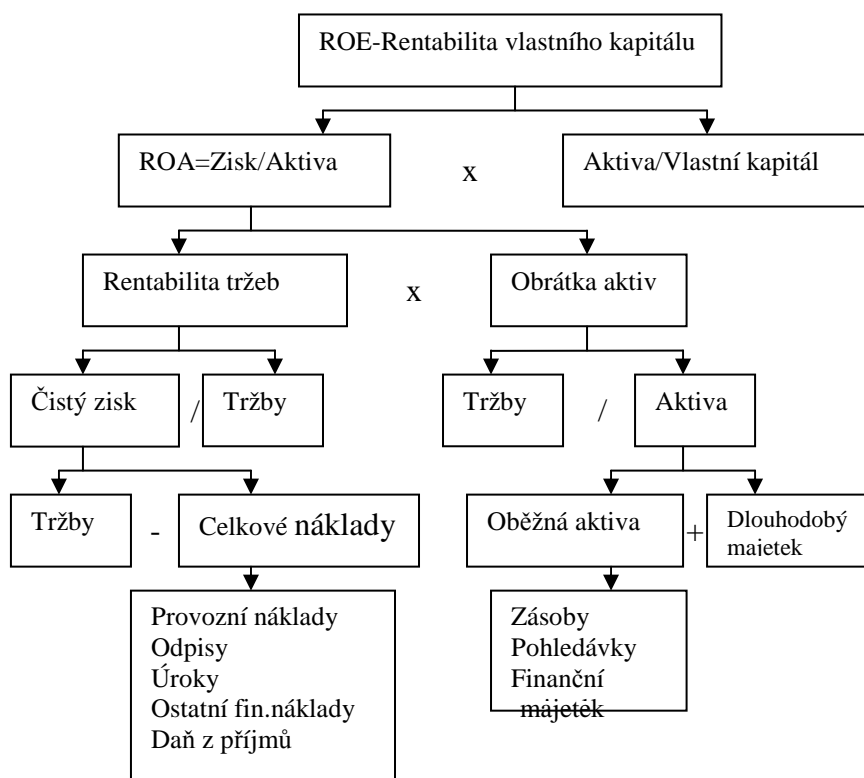 ROE-Rentabilita vlastního kapitálu
ROA=Zisk/Aktiva
x
Aktiva/Vlastní kapitál
Rentabilita tržeb
x
Obrátka aktiv
Čistý zisk
/
Tržby
Tržby
/
Aktiva
Tržby
-
Celkové náklady
Oběžná aktiva
+
Dlouhodobý
majetek
Provozní náklady
Odpisy
Úroky
Ostatní fin.náklady
Daň z příjmů
Zásoby
Pohledávky
Finanční
majetek